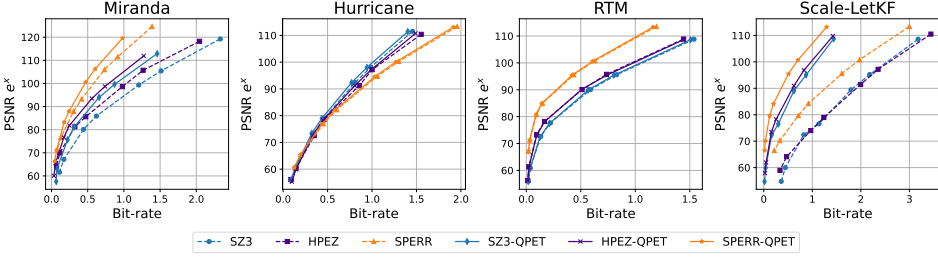 Miranda
Hurricane
RTM
Scale-LetKF
PSNR e^x
120
110
100
90
80
70
60
0.0 0.5 1.0 1.5 2.0
Bit-rate
PSNR e^x
110
100
90
80
70
60
0.0 0.5 1.0 1.5 2.0
Bit-rate
PSNR e^x
110
100
90
80
70
60
0.0 0.5 1.0 1.5
Bit-rate
PSNR e^x
110
100
90
80
70
60
0 1 2 3
Bit-rate
SZ3 HPEZ SPERR SZ3-QPET HPEZ-QPET SPERR-QPET